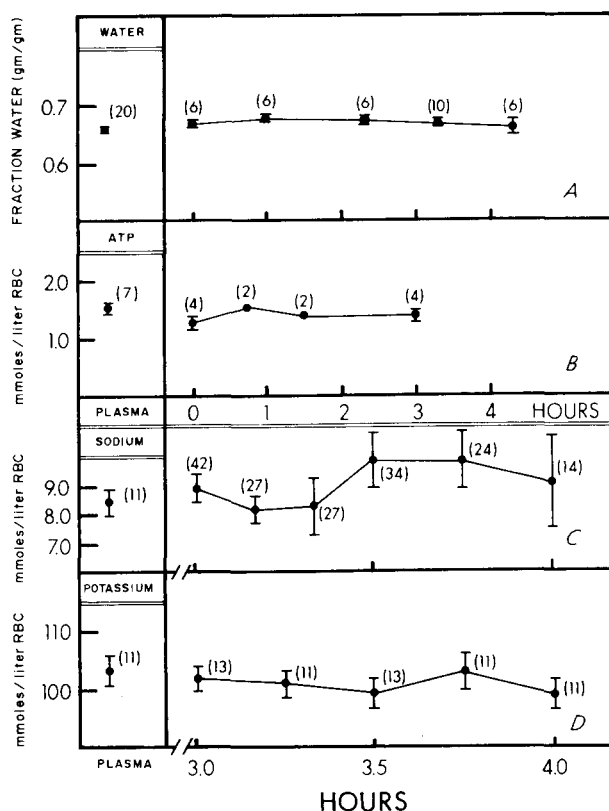 WATER
FRACTION WATER (gm/gm)
0.7
0.6
(20)
(6)
(6)
(6)
(10)
(6)
A
ATP
mmoles/liter RBC
2.0
1.0
(7)
(4)
(2)
(2)
(4)
B
PLASMA
0 1 2 3 4 HOURS
SODIUM
mmoles/liter RBC
9.0
8.0
7.0
(11)
(42)
(27)
(27)
(34)
(24)
(14)
C
POTASSIUM
mmoles/liter RBC
110
100
(11)
(13)
(11)
(13)
(11)
(11)
D
PLASMA
3.0 3.5 4.0
HOURS